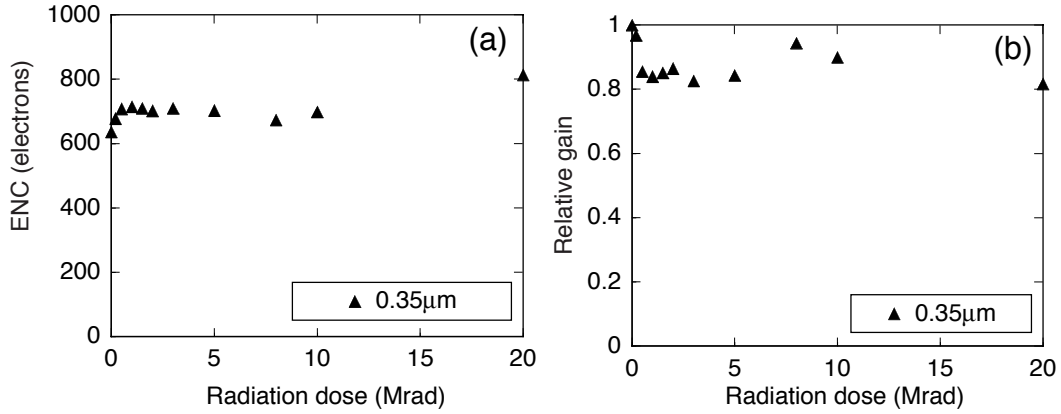 (a)
ENC (electrons)
1000
800
600
400
200
0
0 5 10 15 20
Radiation dose (Mrad)
0.35μm
(b)
Relative gain
1
0.8
0.6
0.4
0.2
0
0 5 10 15 20
Radiation dose (Mrad)
0.35μm